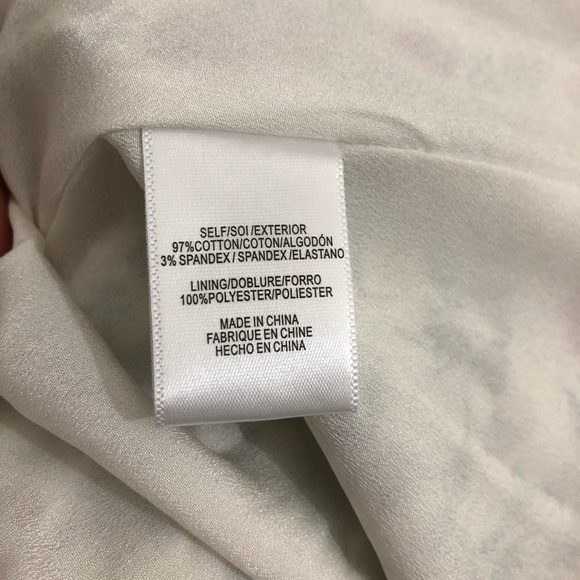 SELF/SOI/EXTERIOR
97%COTTON/COTON/ALGODÓN
3% SPANDEX/SPANDEX/ELASTANO
LINING/DOBLURE/FORRO
100%POLYESTER/POLIESTER
MADE IN CHINA
FABRIQUE EN CHINE
HECHO EN CHINA